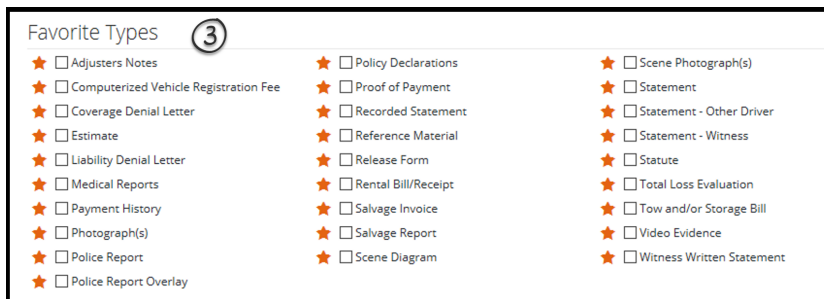 Favorite Types
3
Adjusters Notes
Computerized Vehicle Registration Fee
Coverage Denial Letter
Estimate
Liability Denial Letter
Medical Reports
Payment History
Photograph(s)
Police Report
Police Report Overlay
Policy Declarations
Proof of Payment
Recorded Statement
Reference Material
Release Form
Rental Bill/Receipt
Salvage Invoice
Salvage Report
Scene Diagram
Scene Photograph(s)
Statement
Statement - Other Driver
Statement - Witness
Statute
Total Loss Evaluation
Tow and/or Storage Bill
Video Evidence
Witness Written Statement